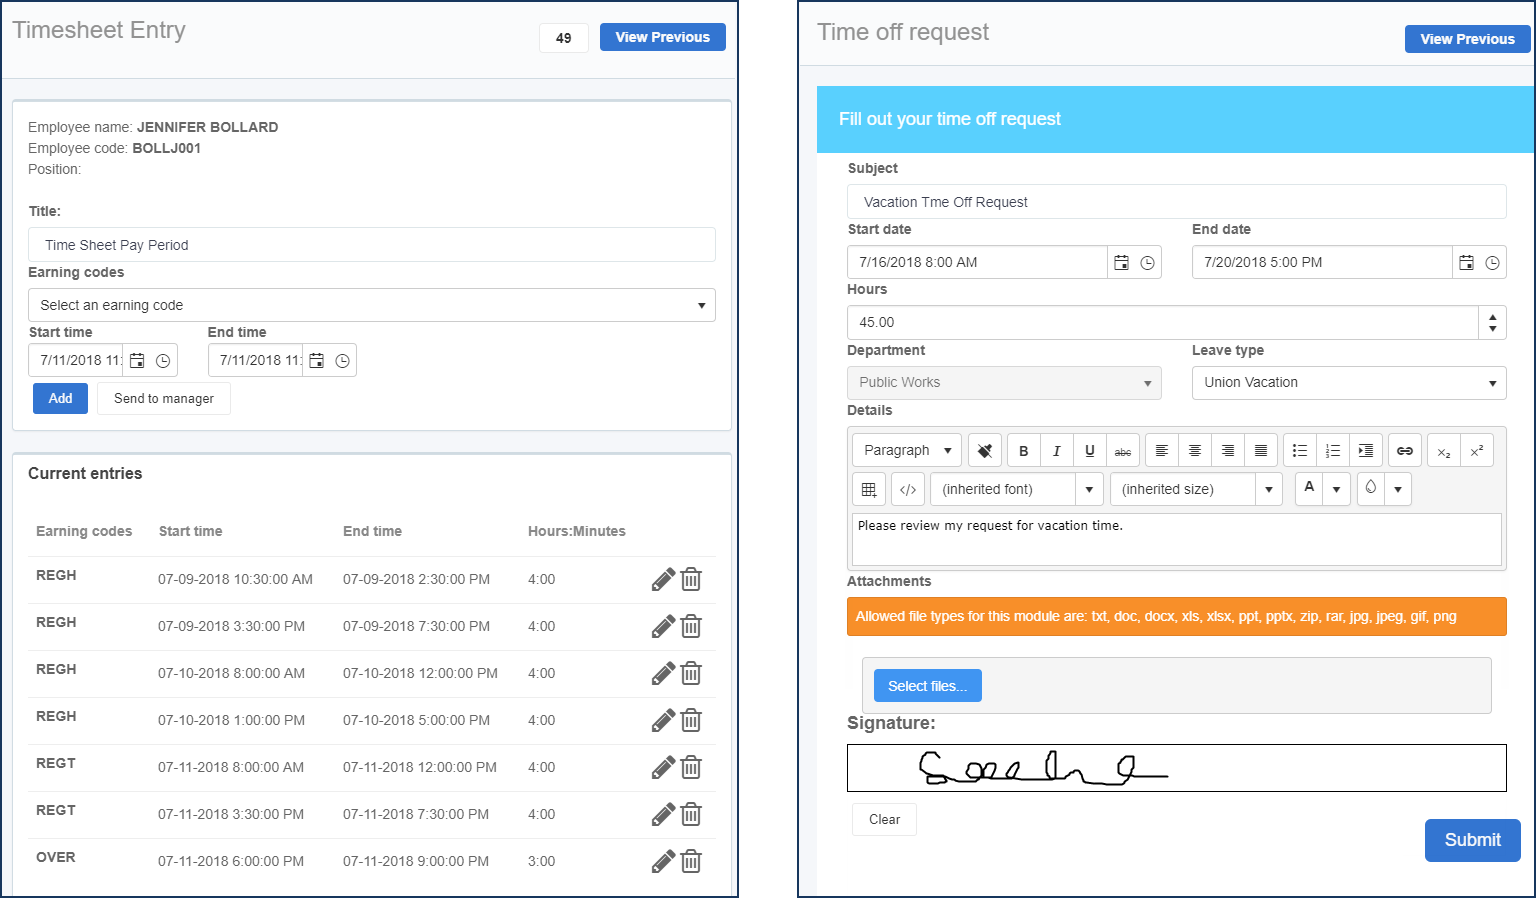 Timesheet Entry
49
View Previous
Employee name: JENNIFER BOLLARD
Employee code: BOLLJ001
Position:
Title:
Time Sheet Pay Period
Earning codes
Select an earning code
Start time End time
7/11/2018 11: 7/11/2018 11:
Add Send to manager
Current entries
Earning codes Start time End time Hours:Minutes
REGH 07-09-2018 10:30:00 AM 07-09-2018 2:30:00 PM 4:00
REGH 07-09-2018 3:30:00 PM 07-09-2018 7:30:00 PM 4:00
REGH 07-10-2018 8:00:00 AM 07-10-2018 12:00:00 PM 4:00
REGH 07-10-2018 1:00:00 PM 07-10-2018 5:00:00 PM 4:00
REGT 07-11-2018 8:00:00 AM 07-11-2018 12:00:00 PM 4:00
REGT 07-11-2018 3:30:00 PM 07-11-2018 7:30:00 PM 4:00
OVER 07-11-2018 6:00:00 PM 07-11-2018 9:00:00 PM 3:00
Time off request
View Previous
Fill out your time off request
Subject
Vacation Tme Off Request
Start date End date
7/16/2018 8:00 AM 7/20/2018 5:00 PM
Hours
45.00
Department Leave type
Public Works Union Vacation
Details
Paragraph B I U abc x₂ x²
</> (inherited font) (inherited size) A
Please review my request for vacation time.
Attachments
Allowed file types for this module are: txt, doc, docx, xls, xlsx, ppt, pptx, zip, rar, jpg, jpeg, gif, png
Select files...
Signature:
Clear
Submit